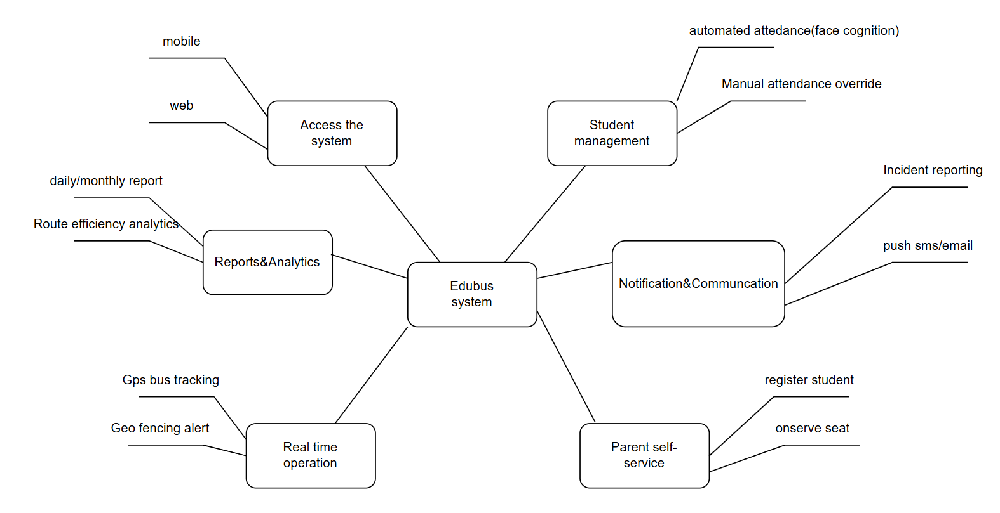 automated attedance(face cognition)
mobile
Manual attendance override
web
Access the
system
Student
management
Incident reporting
daily/monthly report
Route efficiency analytics
push sms/email
Reports&Analytics
Notification&Communcation
Edubus
system
Gps bus tracking
register student
Geo fencing alert
onserve seat
Real time
operation
Parent self-
service